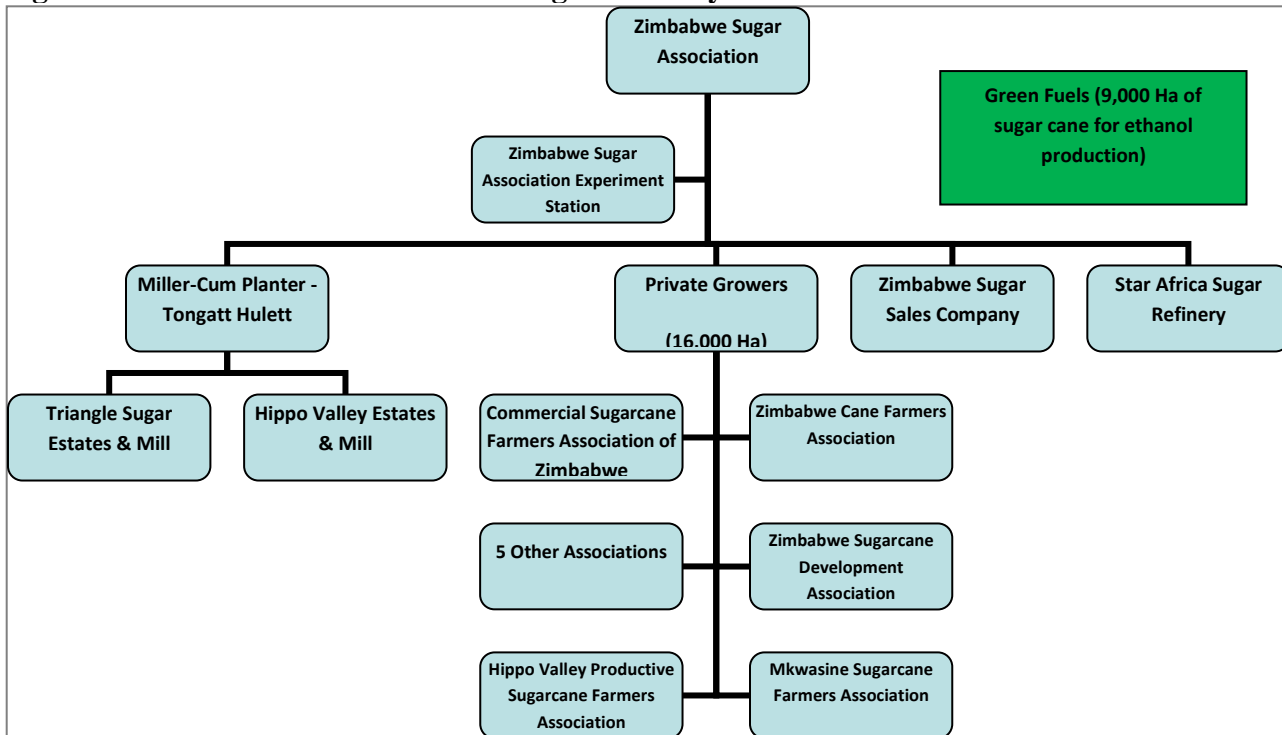 Zimbabwe Sugar
Association
Green Fuels (9,000 Ha of
sugar cane for ethanol
production)
Zimbabwe Sugar
Association Experiment
Station
Miller-Cum Planter -
Tongatt Hulett
Private Growers
(16,000 Ha)
Zimbabwe Sugar
Sales Company
Star Africa Sugar
Refinery
Triangle Sugar
Estates & Mill
Hippo Valley Estates
& Mill
Commercial Sugarcane
Farmers Association of
Zimbabwe
Zimbabwe Cane Farmers
Association
5 Other Associations
Zimbabwe Sugarcane
Development
Association
Hippo Valley Productive
Sugarcane Farmers
Association
Mkwasine Sugarcane
Farmers Association